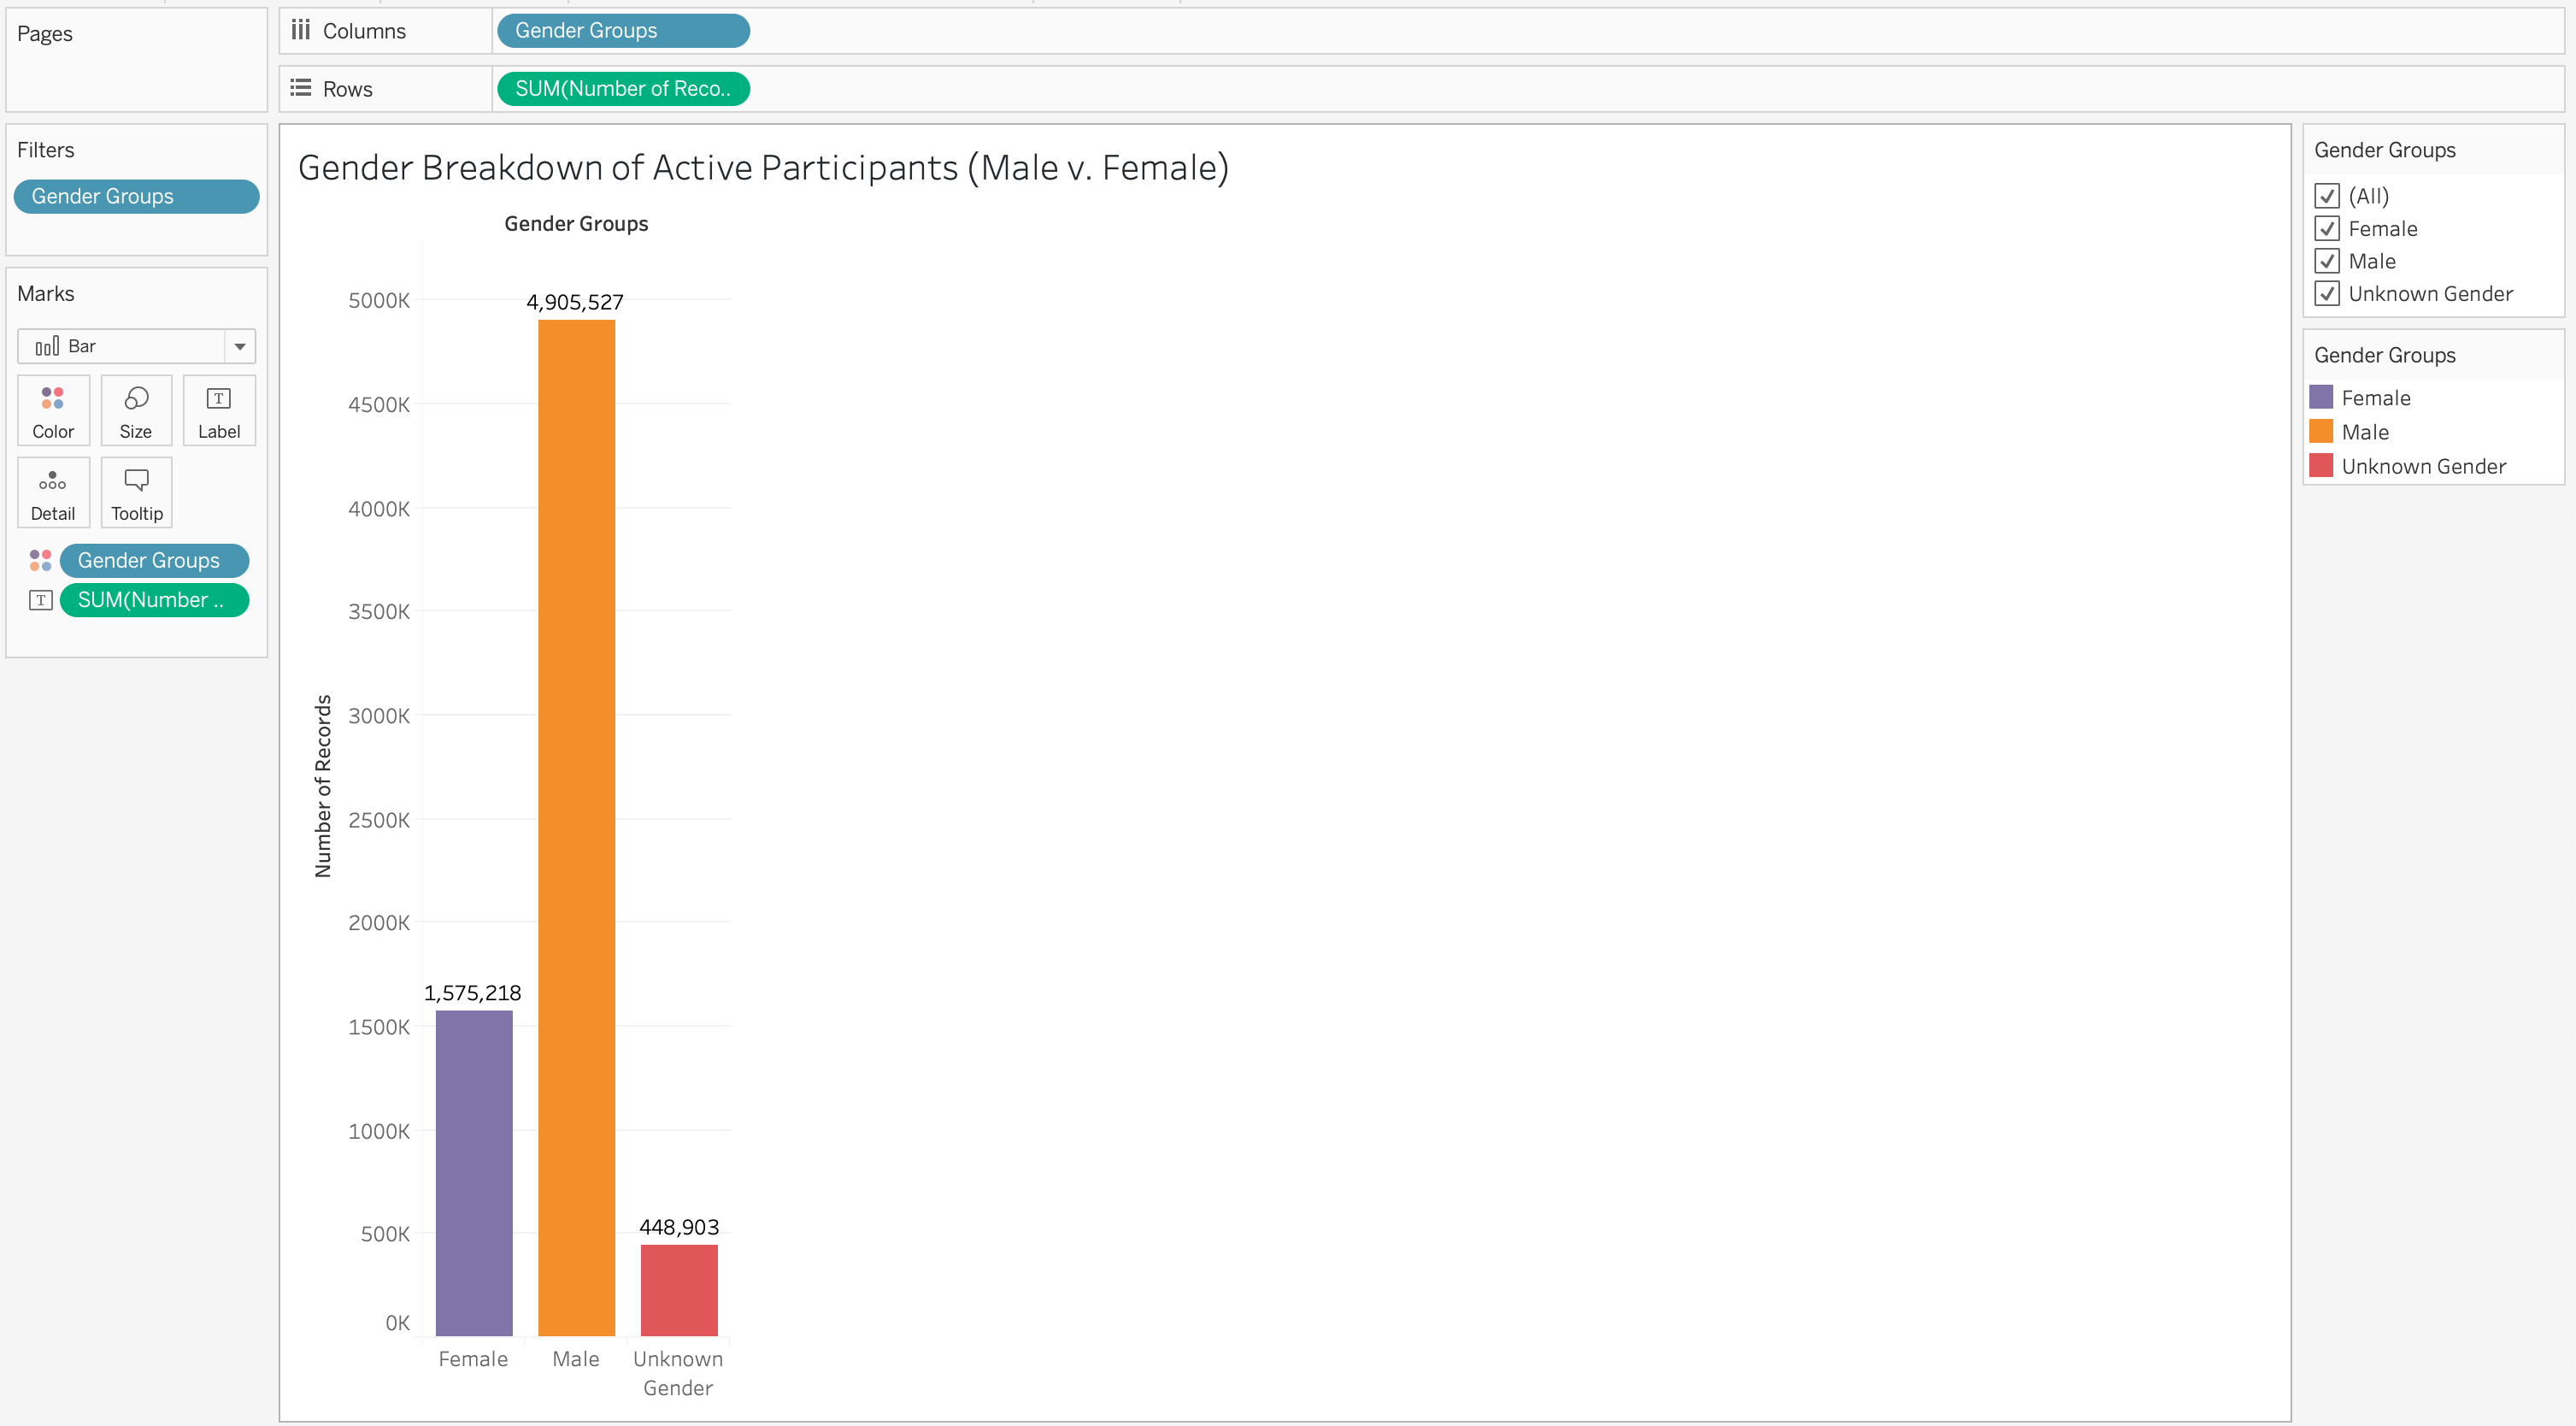 Pages
Columns
Gender Groups
Rows
SUM(Number of Reco..
Filters
Gender Groups
Marks
Bar
Color
Size
T
Label
Detail
Tooltip
Gender Groups
T
SUM(Number ..
Gender Breakdown of Active Participants (Male v. Female)
Gender Groups
Number of Records
5000K
4500K
4000K
3500K
3000K
2500K
2000K
1500K
1000K
500K
0K
1,575,218
4,905,527
448,903
Female
Male
Unknown
Gender
Gender Groups
(All)
Female
Male
Unknown Gender
Gender Groups
Female
Male
Unknown Gender